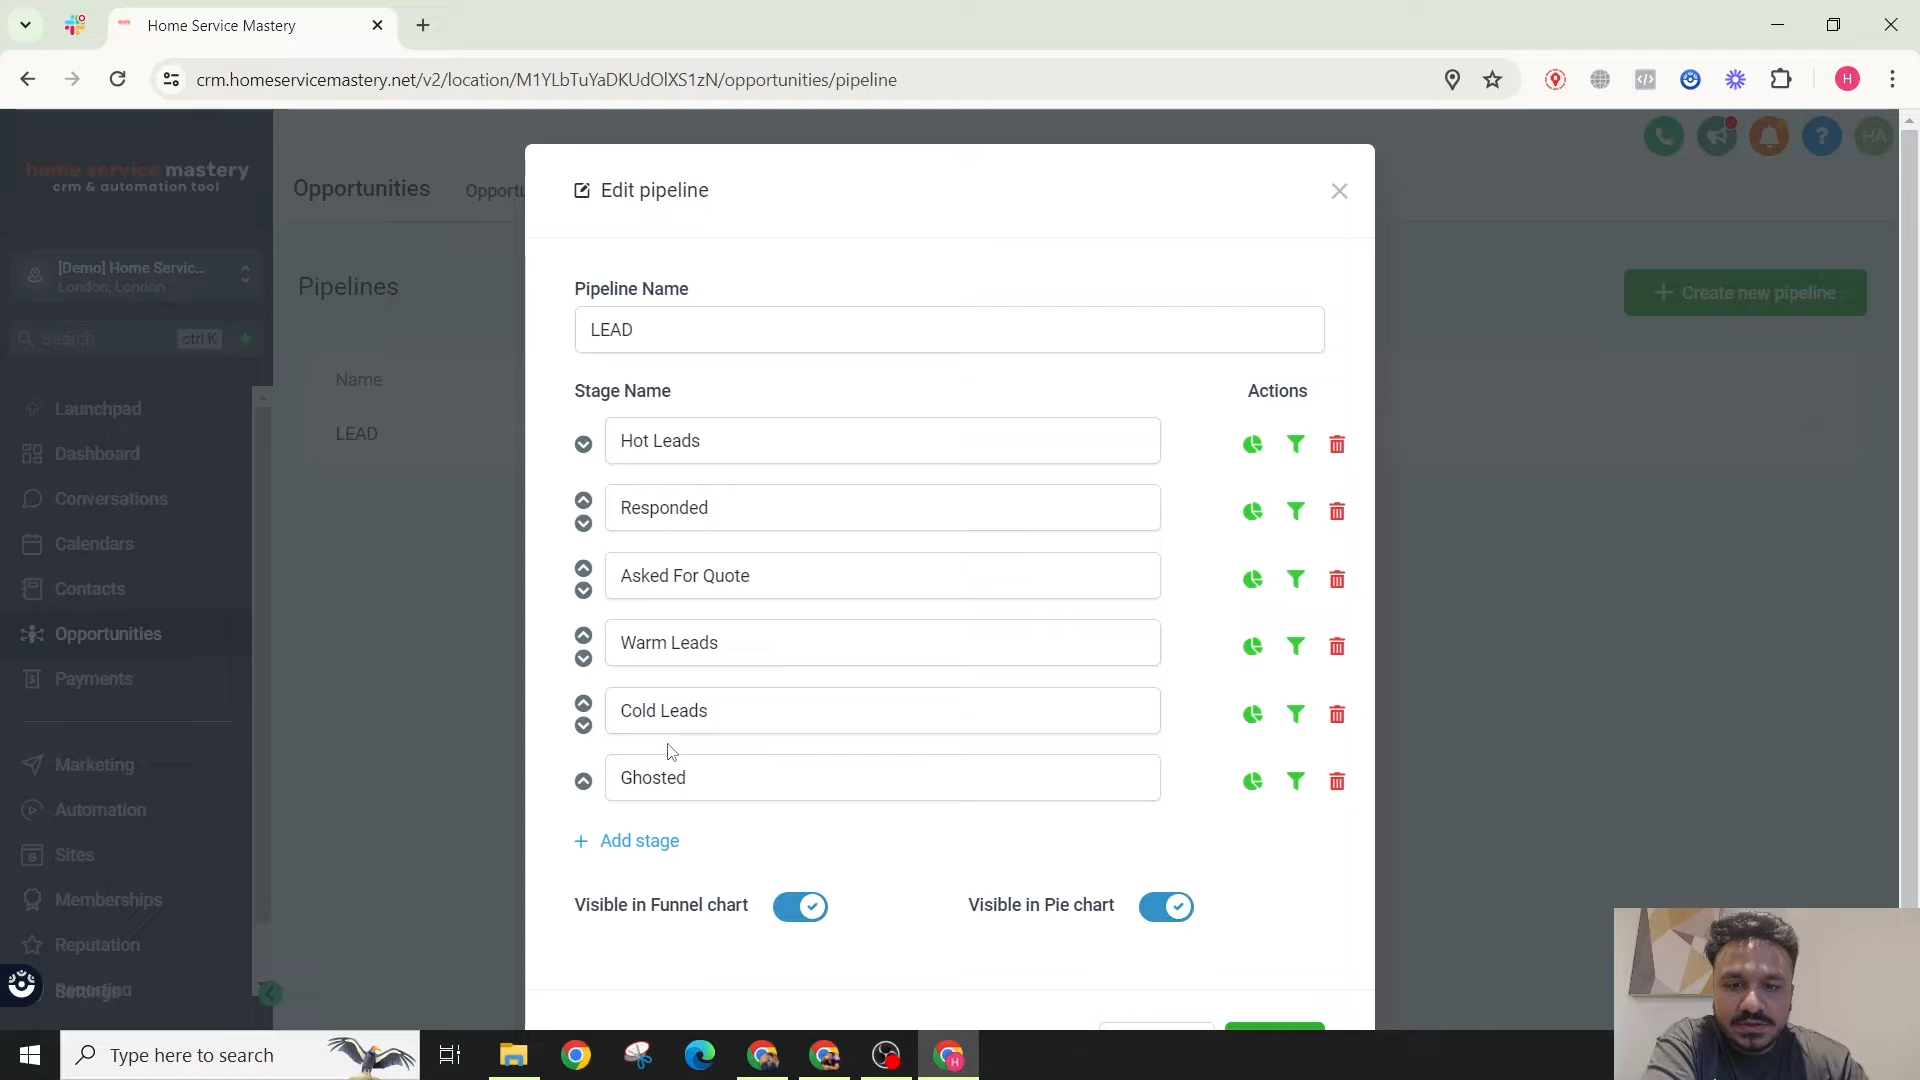 Home Service Mastery
crm.homeservicemastery.net/v2/location/M1YLbTuYaDKUdOlXS1zN/opportunities/pipeline
H
home service mastery
crm & automation tool
[Demo] Home Servic...
London, London
Search
ctrl K
Launchpad
Dashboard
Conversations
Calendars
Contacts
Opportunities
Payments
Marketing
Automation
Sites
Memberships
Reputation
Reporting
Settings
Opportunities
Opportu
HA
Pipelines
+ Create new pipeline
Name
LEAD
Edit pipeline
Pipeline Name
LEAD
Stage Name
Actions
Hot Leads
Responded
Asked For Quote
Warm Leads
Cold Leads
Ghosted
+ Add stage
Visible in Funnel chart
Visible in Pie chart
Type here to search